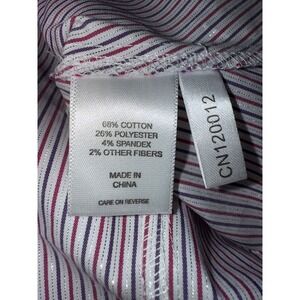 68% COTTON
26% POLYESTER
4% SPANDEX
2% OTHER FIBERS
MADE IN
CHINA
CARE ON REVERSE
CN120012